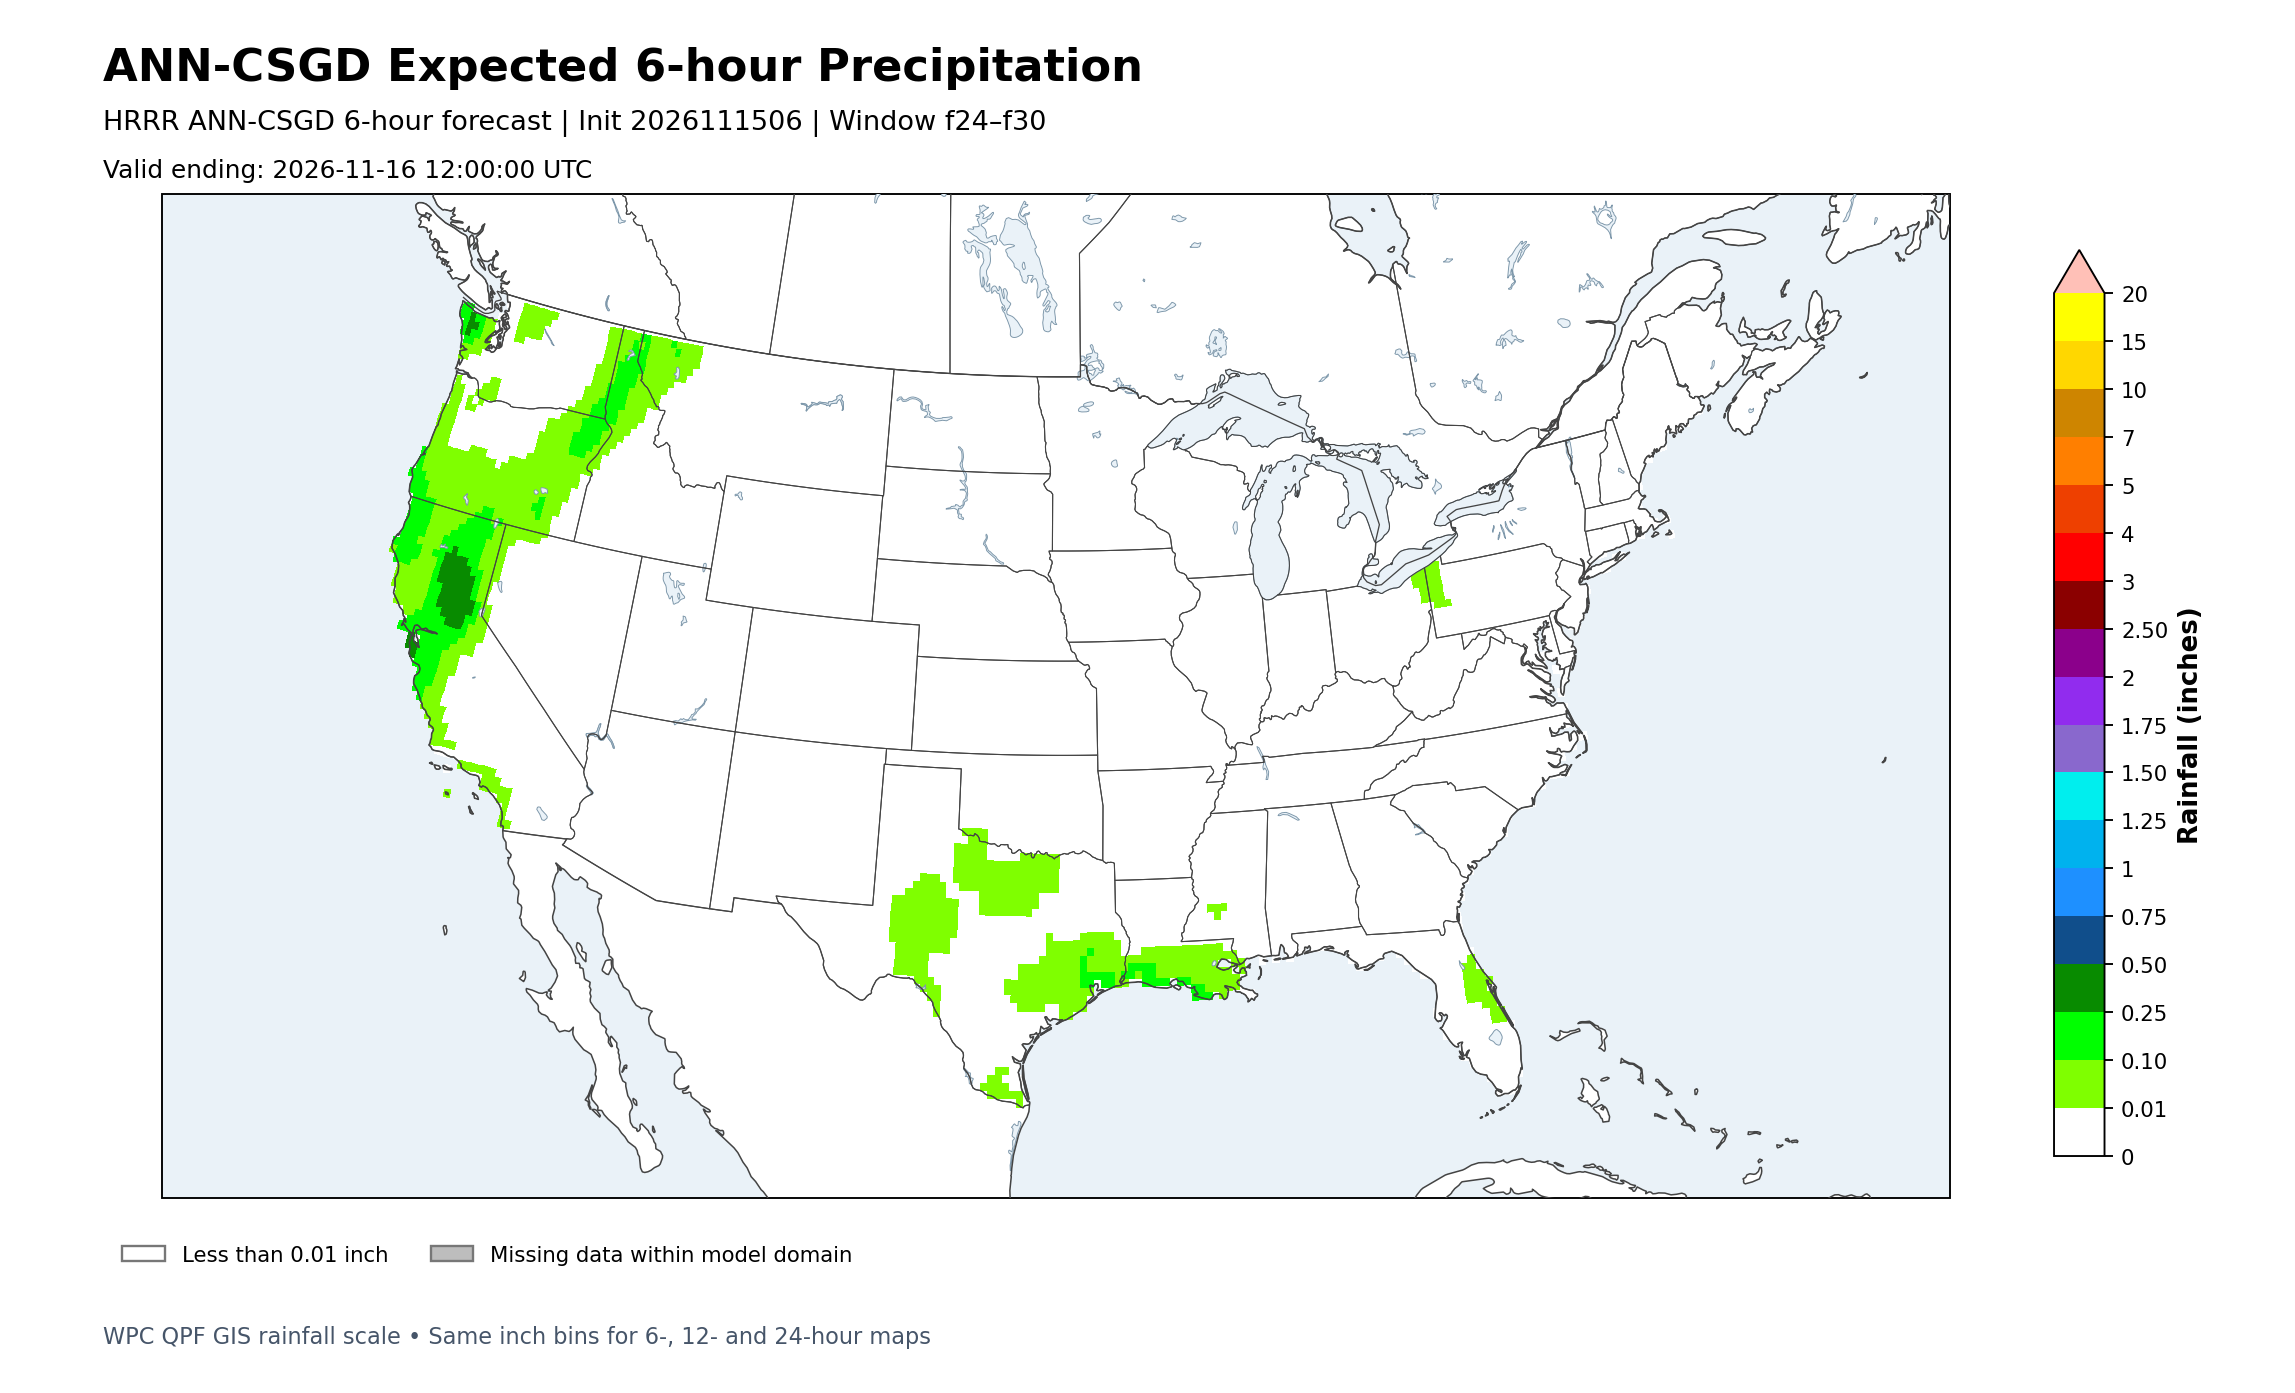 ANN-CSGD Expected 6-hour Precipitation
HRRR ANN-CSGD 6-hour forecast | Init 2026111506 | Window f24–f30
Valid ending: 2026-11-16 12:00:00 UTC
20
15
10
7
5
4
3
2.50
2
1.75
1.50
1.25
1
0.75
0.50
0.25
0.10
0.01
0
Rainfall (inches)
Less than 0.01 inch
Missing data within model domain
WPC QPF GIS rainfall scale • Same inch bins for 6-, 12- and 24-hour maps